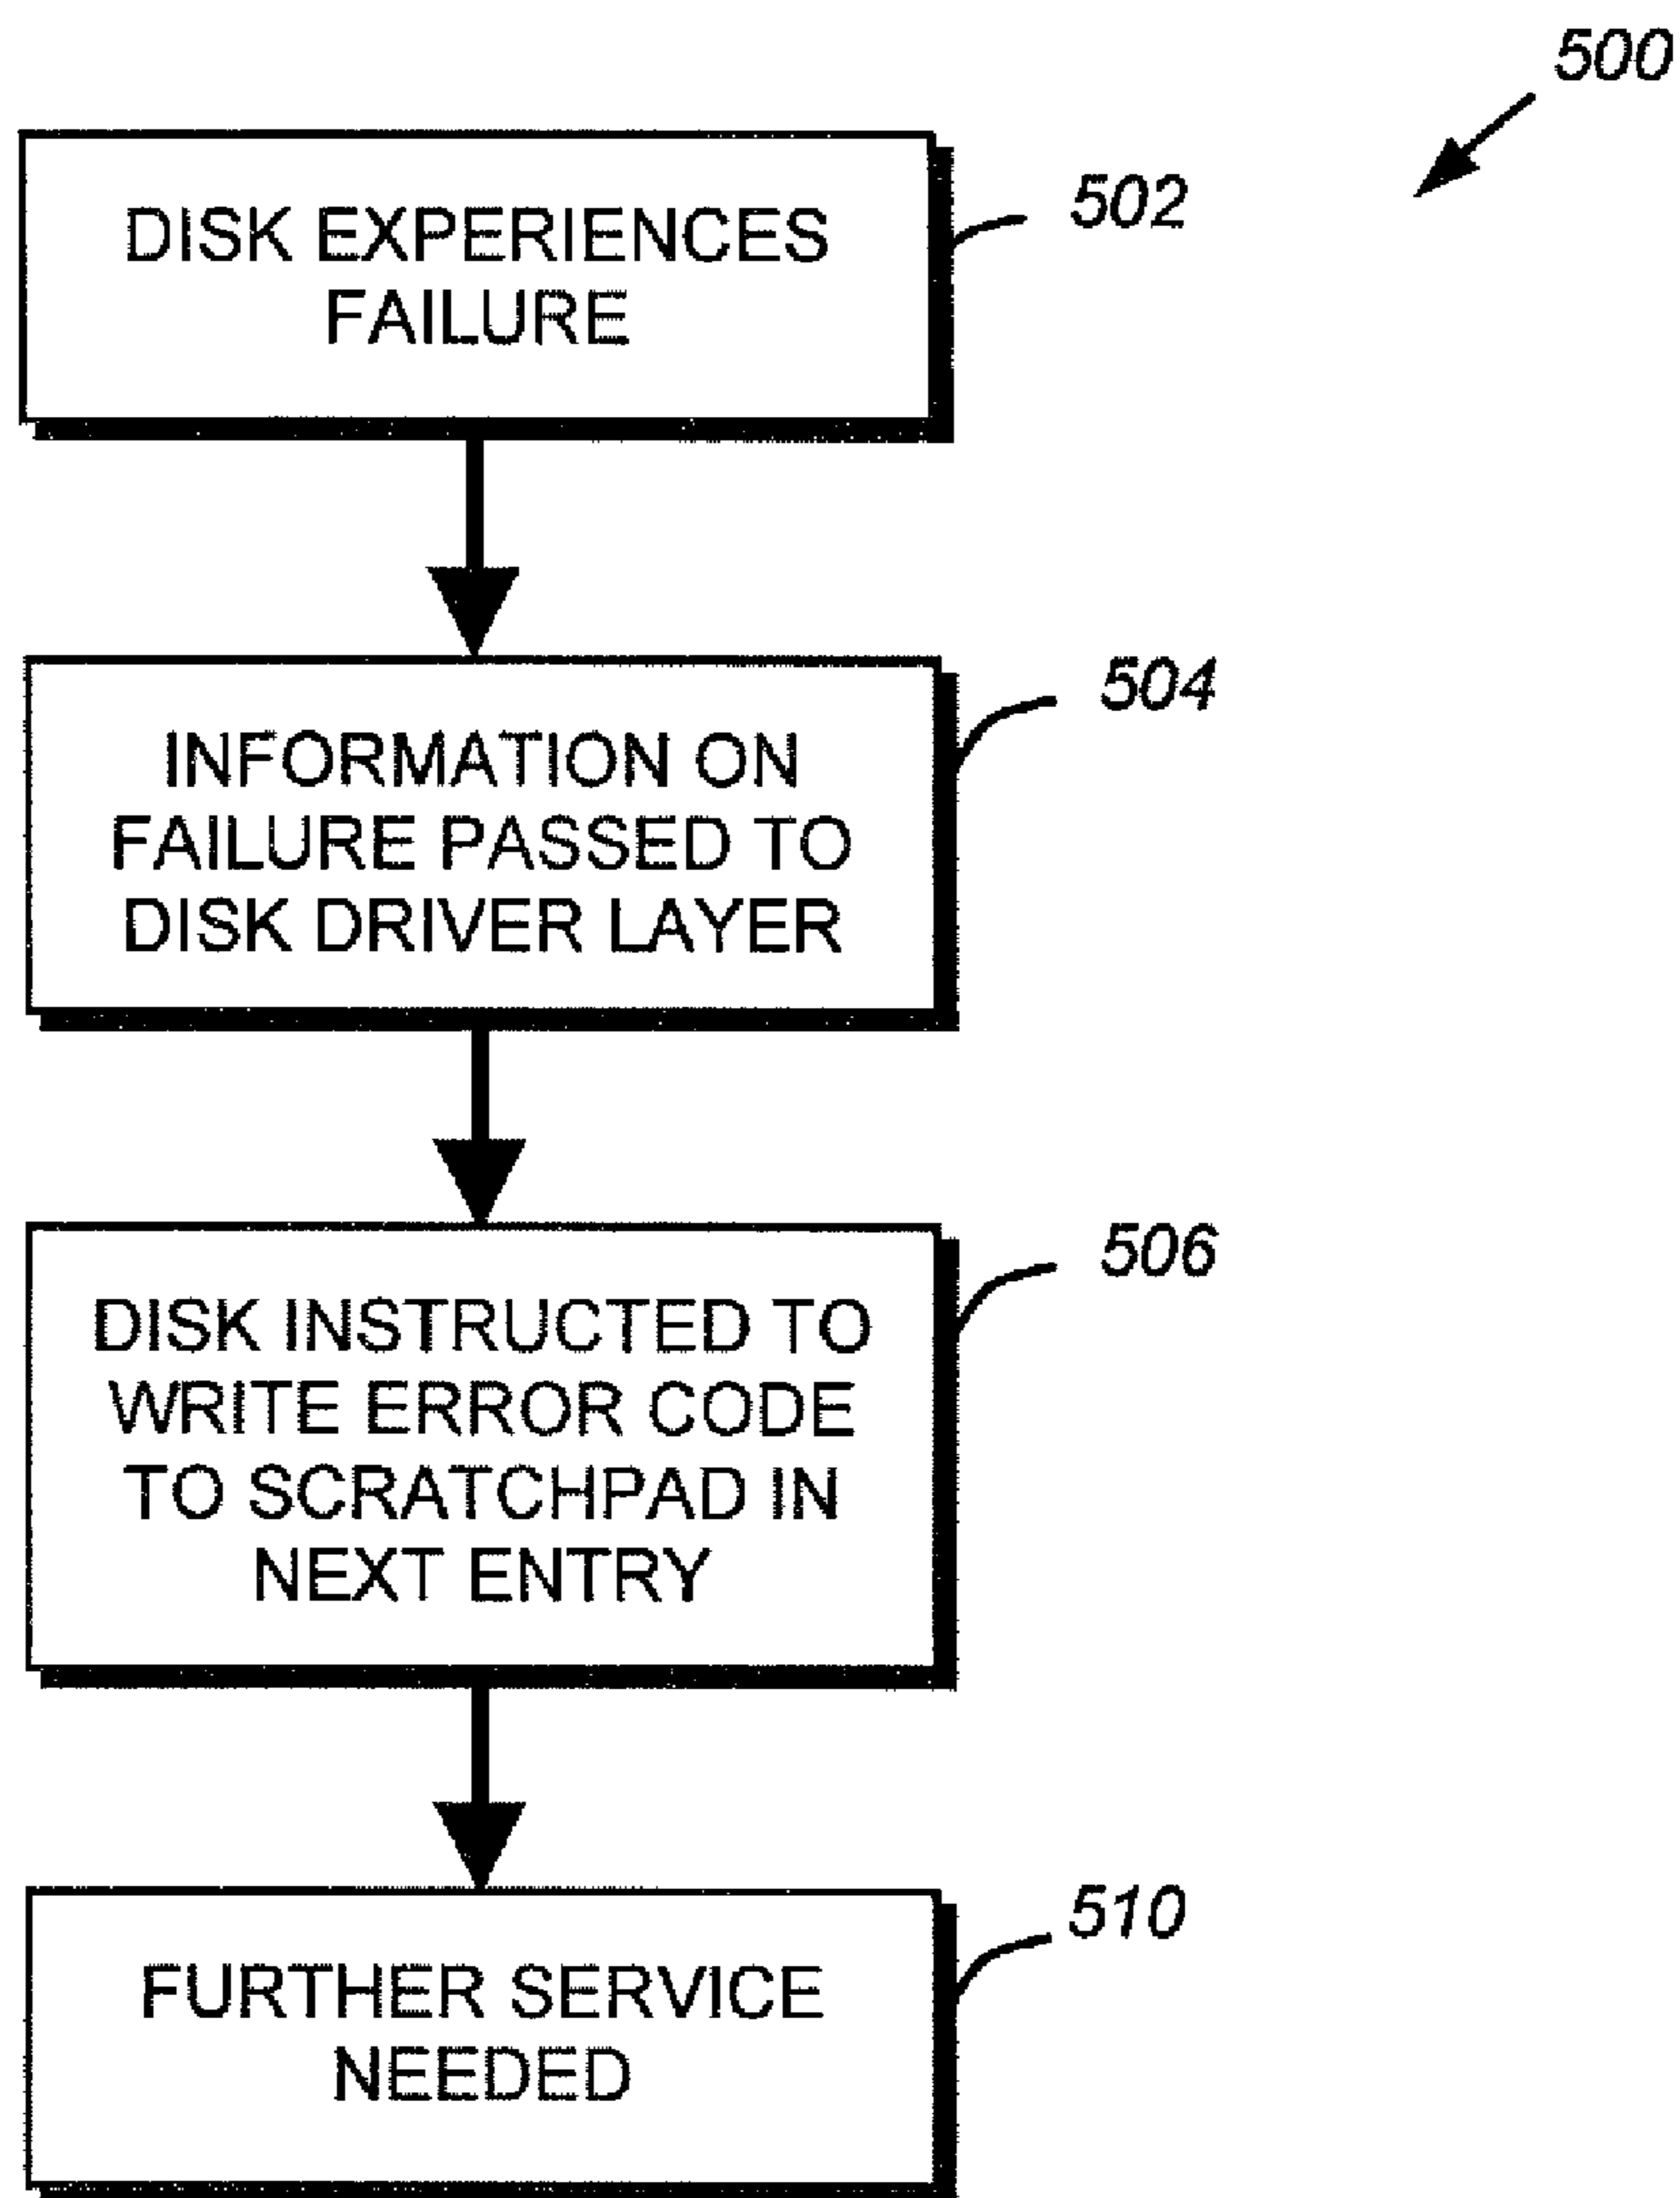 500
DISK EXPERIENCES
FAILURE
502
INFORMATION ON
FAILURE PASSED TO
DISK DRIVER LAYER
504
DISK INSTRUCTED TO
WRITE ERROR CODE
TO SCRATCHPAD IN
NEXT ENTRY
506
FURTHER SERVICE
NEEDED
510